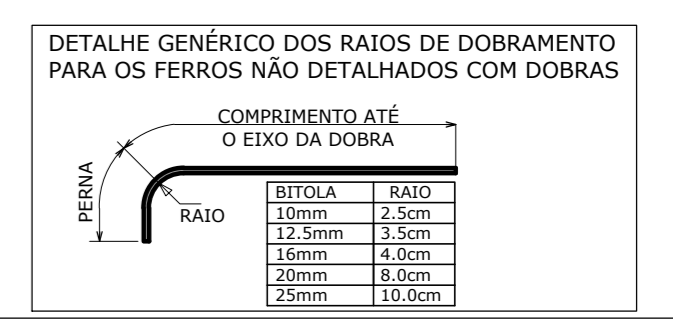 DETALHE GENÉRICO DOS RAIOS DE DOBRAMENTO
PARA OS FERROS NÃO DETALHADOS COM DOBRAS
COMPRIMENTO ATÉ
O EIXO DA DOBRA
PERNA
RAIO
BITOLA RAIO
10mm 2.5cm
12.5mm 3.5cm
16mm 4.0cm
20mm 8.0cm
25mm 10.0cm